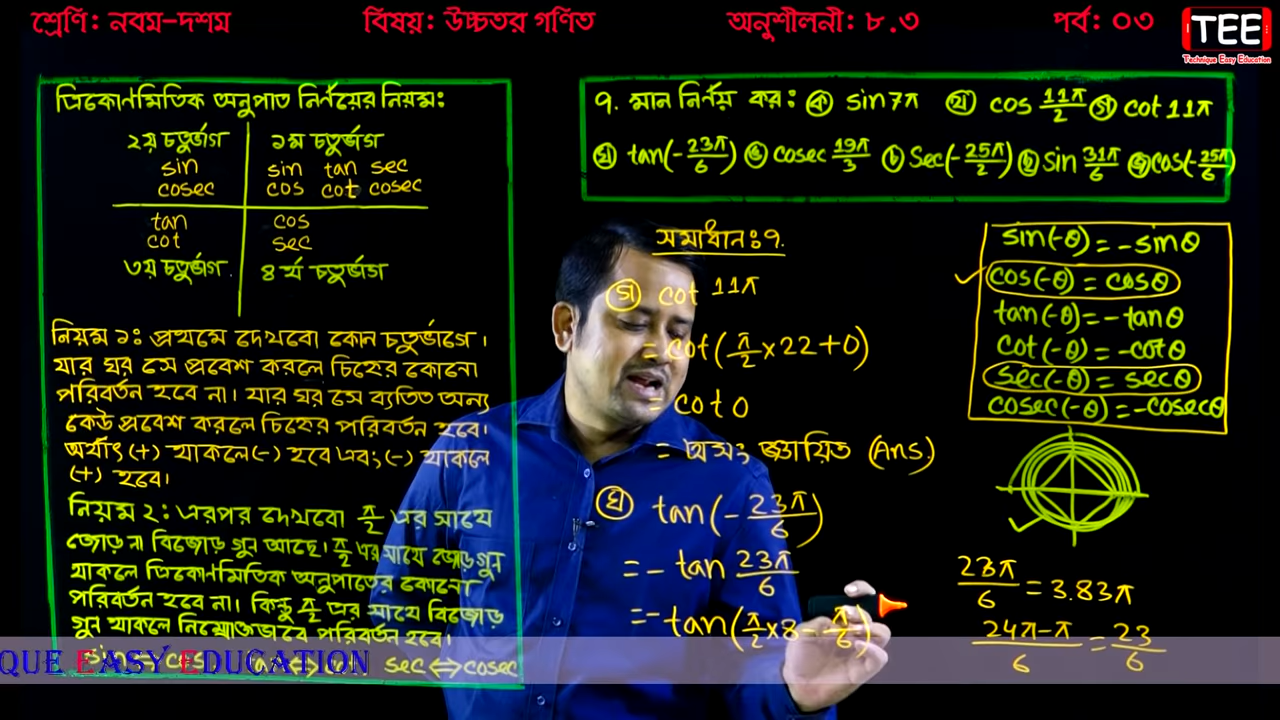 শ্রেণি: নবম-দশম
বিষয়: উচ্চতর গণিত
অনুশীলনী: ৮.৩
পর্ব: ০৩
TEE
Technique Easy Education
ত্রিকোণমিতিক অনুপাত নির্ণয়ের নিয়ম:
২য় চতুর্ভাগ ১ম চতুর্ভাগ
sin sin tan sec
cosec cos cot cosec
tan cos
cot sec
৩য় চতুর্ভাগ. ৪র্থ চতুর্ভাগ
নিয়ম ১: প্রথমে দেখবো কোন চতুর্ভাগে।
যার ঘর সে প্রবেশ করলে চিহ্নের কোনো
পরিবর্তন হবে না। যার ঘর সে ব্যতিত অন্য
কেউ প্রবেশ করলে চিহ্নের পরিবর্তন হবে।
অর্থাৎ (+) থাকলে (-) হবে এবং (-) থাকলে
(+) হবে।
নিয়ম ২: এরপর দেখবো π/2 এর সাথে
জোড় না বিজোড় গুন আছে। π/2 এর সাথে জোড় গুন
থাকলে ত্রিকোণমিতিক অনুপাতের কোনো
পরিবর্তন হবে না। কিন্তু π/2 এর সাথে বিজোড়
গুন থাকলে নিম্নোক্তভাবে পরিবর্তন হবে।
sin ⇔ cos, sec ⇔ cosec
৭. মান নির্ণয় কর: ক sin 7π খ cos 11π/2 গ cot 11π
ঘ tan(-23π/6) ঙ cosec 19π/3 চ sec(-25π/2) ছ sin 31π/6 জ cos(-25π/6)
সমাধান: ৭.
গ cot 11π
= cot(π/2×22+0)
= cot 0
= অসংজ্ঞায়িত (Ans)
ঘ tan(-23π/6)
= - tan 23π/6
= -tan(π/2×8-π/6)
sin(-θ) = -sinθ
cos(-θ) = cosθ
tan(-θ) = -tanθ
cot(-θ) = -cotθ
sec(-θ) = secθ
cosec(-θ) = -cosecθ
23π/6 = 3.83π
24π-π/6 = 23/6
QUE EASY EDUCATION